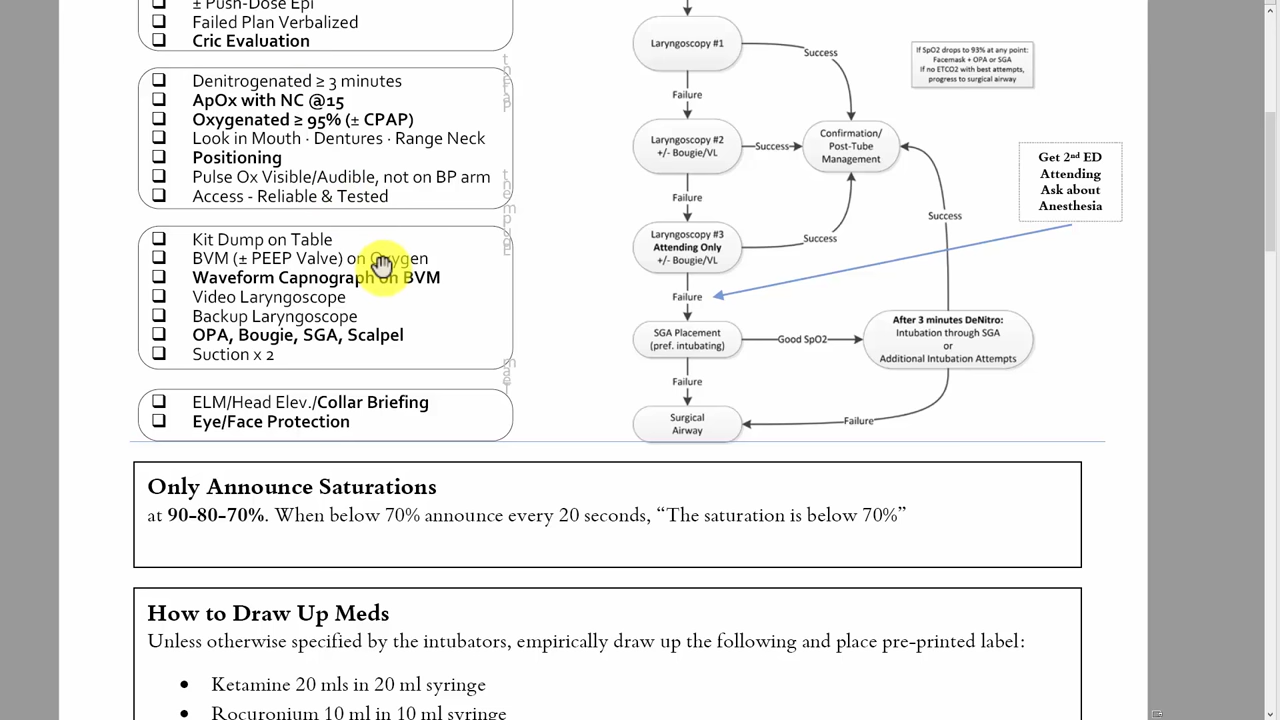 ± Push-Dose Epi
Failed Plan Verbalized
Cric Evaluation
Denitrogenated ≥ 3 minutes
ApOx with NC @15
Oxygenated ≥ 95% (± CPAP)
Look in Mouth · Dentures · Range Neck
Positioning
Pulse Ox Visible/Audible, not on BP arm
Access - Reliable & Tested
Kit Dump on Table
BVM (± PEEP Valve) on Oxygen
Waveform Capnograph on BVM
Video Laryngoscope
Backup Laryngoscope
OPA, Bougie, SGA, Scalpel
Suction x 2
ELM/Head Elev./Collar Briefing
Eye/Face Protection
Laryngoscopy #1
Success
If SpO2 drops to 93% at any point:
Facemask + OPA or SGA
If no ETCO2 with best attempts,
progress to surgical airway
Failure
Laryngoscopy #2
+/- Bougie/VL
Success
Confirmation/
Post-Tube
Management
Get 2nd ED
Attending
Ask about
Anesthesia
Failure
Success
Laryngoscopy #3
Attending Only
+/- Bougie/VL
Success
Failure
SGA Placement
(pref. intubating)
Good SpO2
After 3 minutes DeNitro:
Intubation through SGA
or
Additional Intubation Attempts
Failure
Surgical
Airway
Failure
Only Announce Saturations
at 90-80-70%. When below 70% announce every 20 seconds, “The saturation is below 70%”
How to Draw Up Meds
Unless otherwise specified by the intubators, empirically draw up the following and place pre-printed label:
• Ketamine 20 mls in 20 ml syringe
• Rocuronium 10 ml in 10 ml syringe